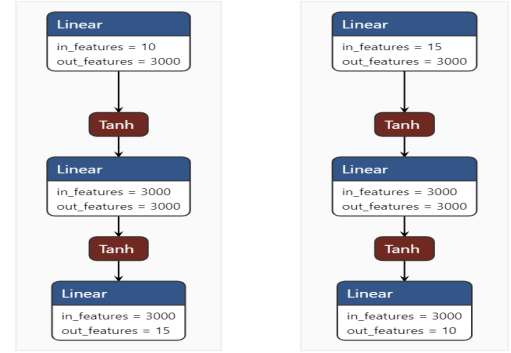 Linear
in_features = 10
out_features = 3000
Tanh
Linear
in_features = 3000
out_features = 3000
Tanh
Linear
in_features = 3000
out_features = 15
Linear
in_features = 15
out_features = 3000
Tanh
Linear
in_features = 3000
out_features = 3000
Tanh
Linear
in_features = 3000
out_features = 10